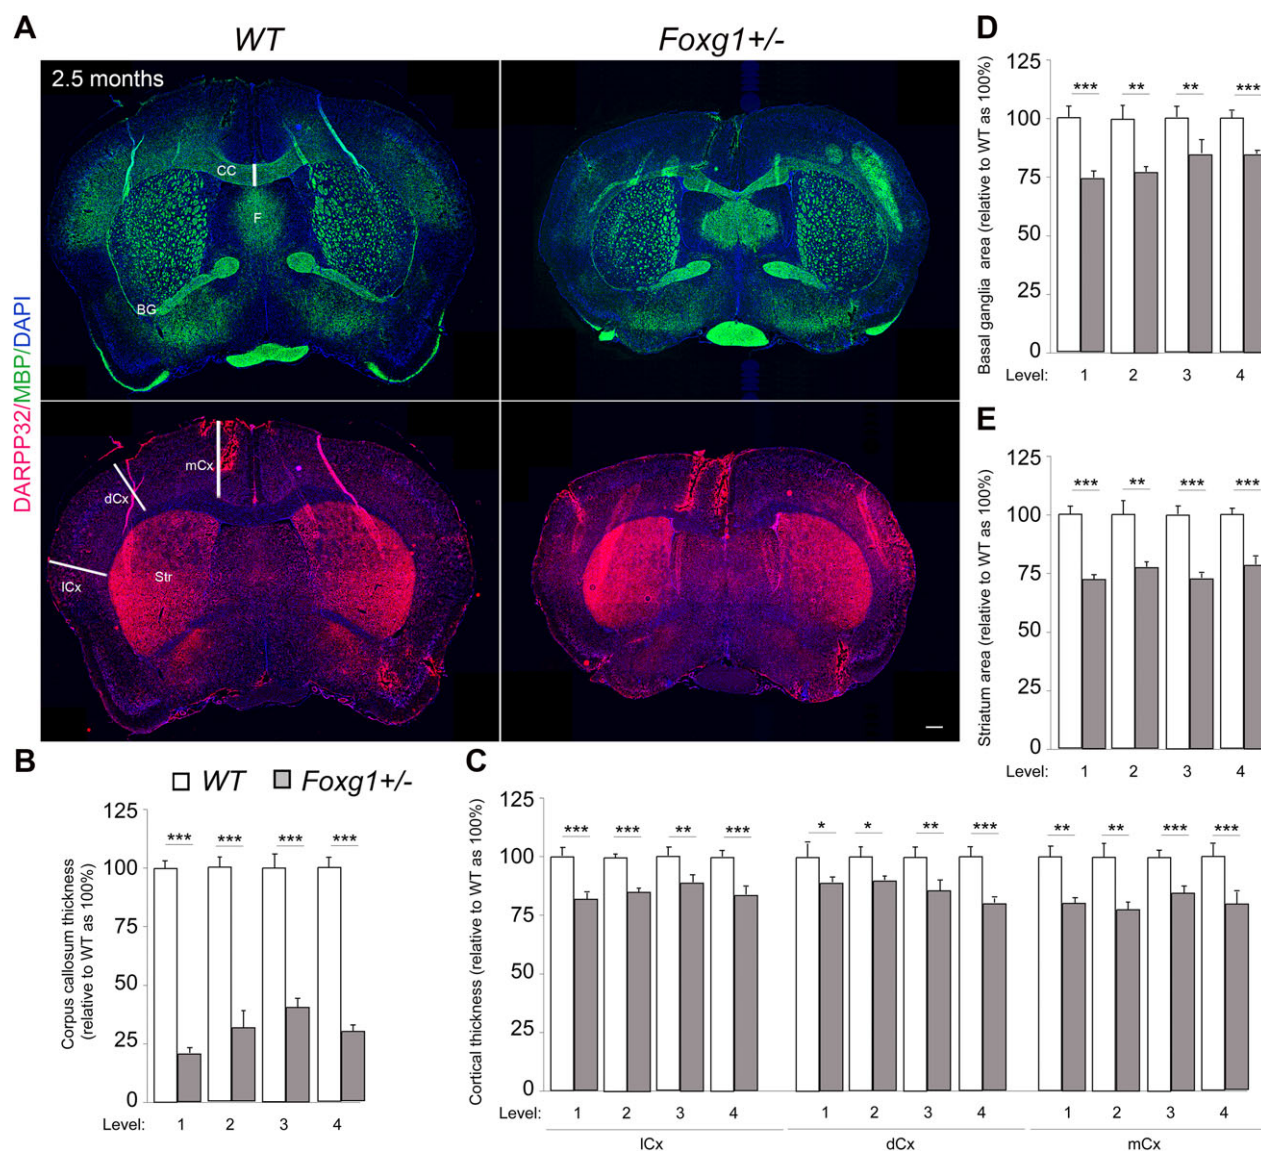 A
WT
Foxg1+/-
2.5 months
CC
F
BG
DARPP32/MBP/DAPI
mCx
dCx
lCx
Str
B
WT
Foxg1+/-
Corpus callosum thickness
(relative to WT as 100%)
125
100
75
50
25
0
*** *** *** ***
Level: 1 2 3 4
C
Cortical thickness (relative to WT as 100%)
125
100
75
50
25
0
*** *** ** *** * * ** *** ** ** *** ***
Level: 1 2 3 4 1 2 3 4 1 2 3 4
lCx dCx mCx
D
Basal ganglia area (relative to WT as 100%)
125
100
75
50
25
0
*** ** ** ***
Level: 1 2 3 4
E
Striatum area (relative to WT as 100%)
125
100
75
50
25
0
*** ** *** ***
Level: 1 2 3 4